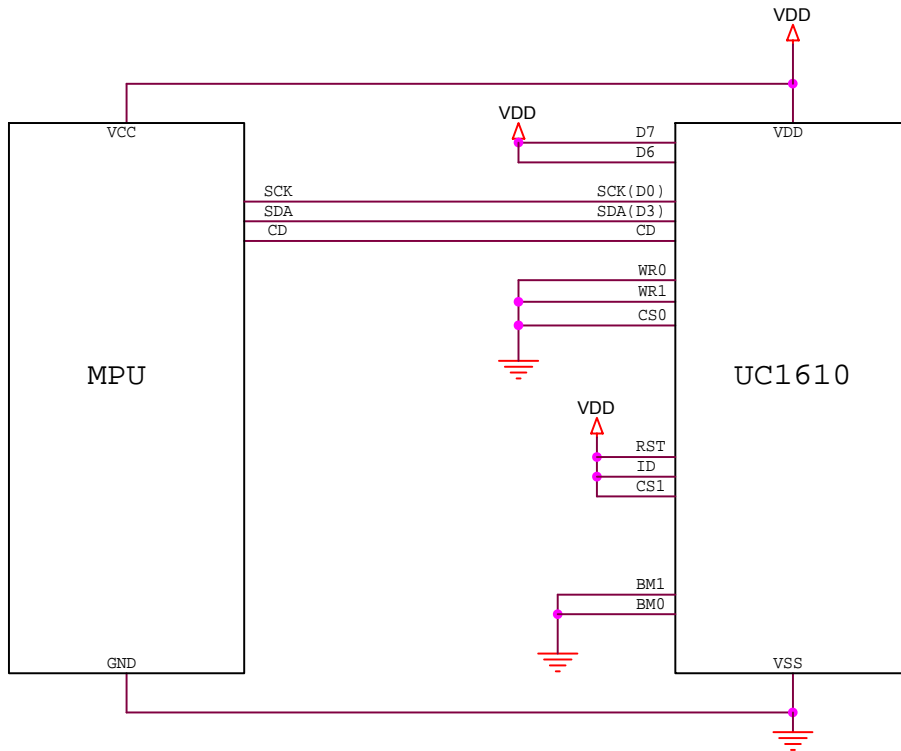 VDD
VCC
VDD
VDD
D7
D6
SCK
SCK(D0)
SDA
SDA(D3)
CD
CD
WR0
WR1
CS0
MPU
UC1610
VDD
RST
ID
CS1
BM1
BM0
GND
VSS